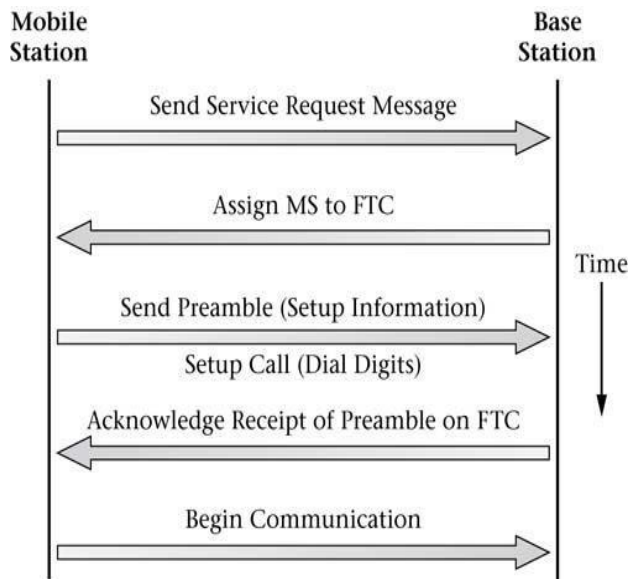 Mobile
Station
Base
Station
Send Service Request Message
Assign MS to FTC
Time
Send Preamble (Setup Information)
Setup Call (Dial Digits)
Acknowledge Receipt of Preamble on FTC
Begin Communication